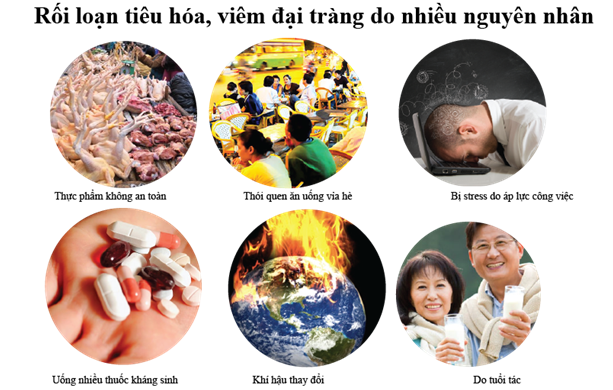 Rối loạn tiêu hóa, viêm đại tràng do nhiều nguyên nhân
Thực phẩm không an toàn
Thói quen ăn uống vỉa hè
Bị stress do áp lực công việc
Uống nhiều thuốc kháng sinh
Khí hậu thay đổi
Do tuổi tác